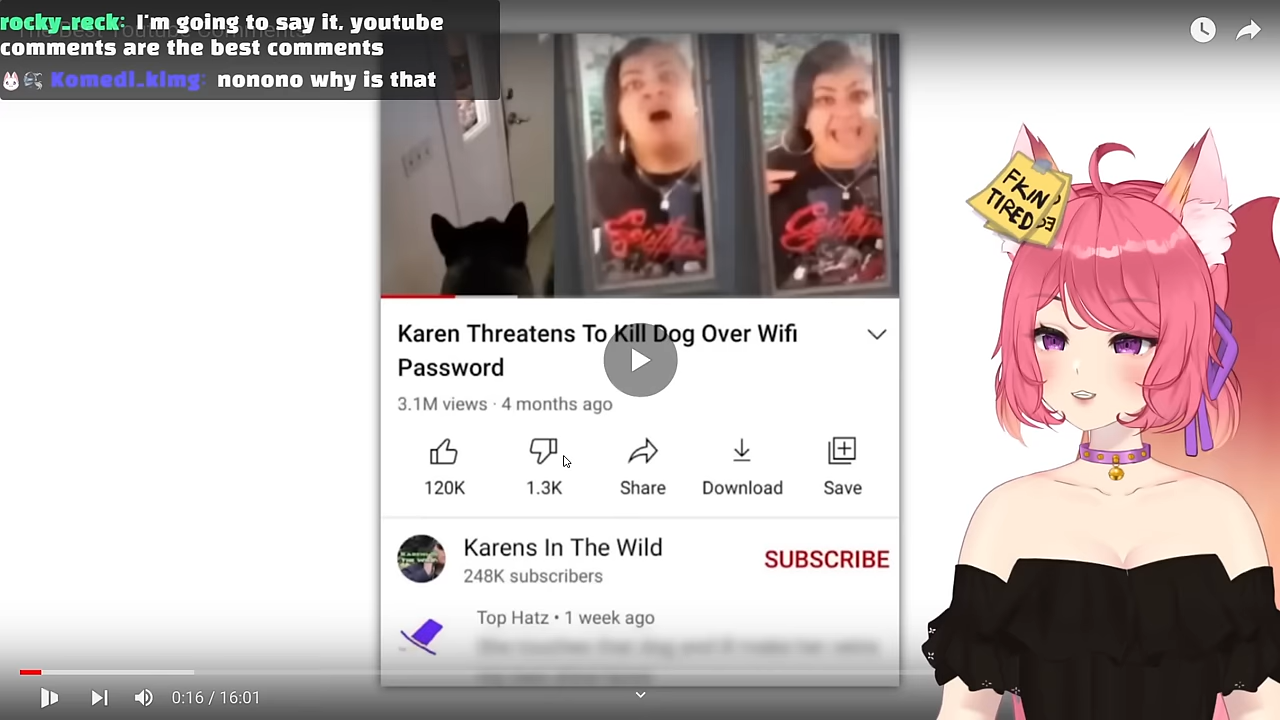 rocky_reck: I'm going to say it. youtube
comments are the best comments
Komedl_klmg: nonono why is that
FKIN
TIRED
Karen Threatens To Kill Dog Over Wifi
Password
3.1M views · 4 months ago
120K
1.3K
Share
Download
Save
Karens In The Wild
248K subscribers
SUBSCRIBE
Top Hatz • 1 week ago
0:16 / 16:01